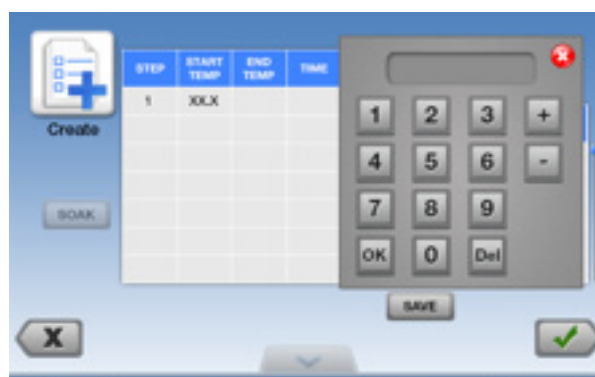 STEP START TEMP END TEMP TIME
1 XX.X
Create
SOAK
1 2 3 +
4 5 6 -
7 8 9
OK 0 Del
SAVE
X